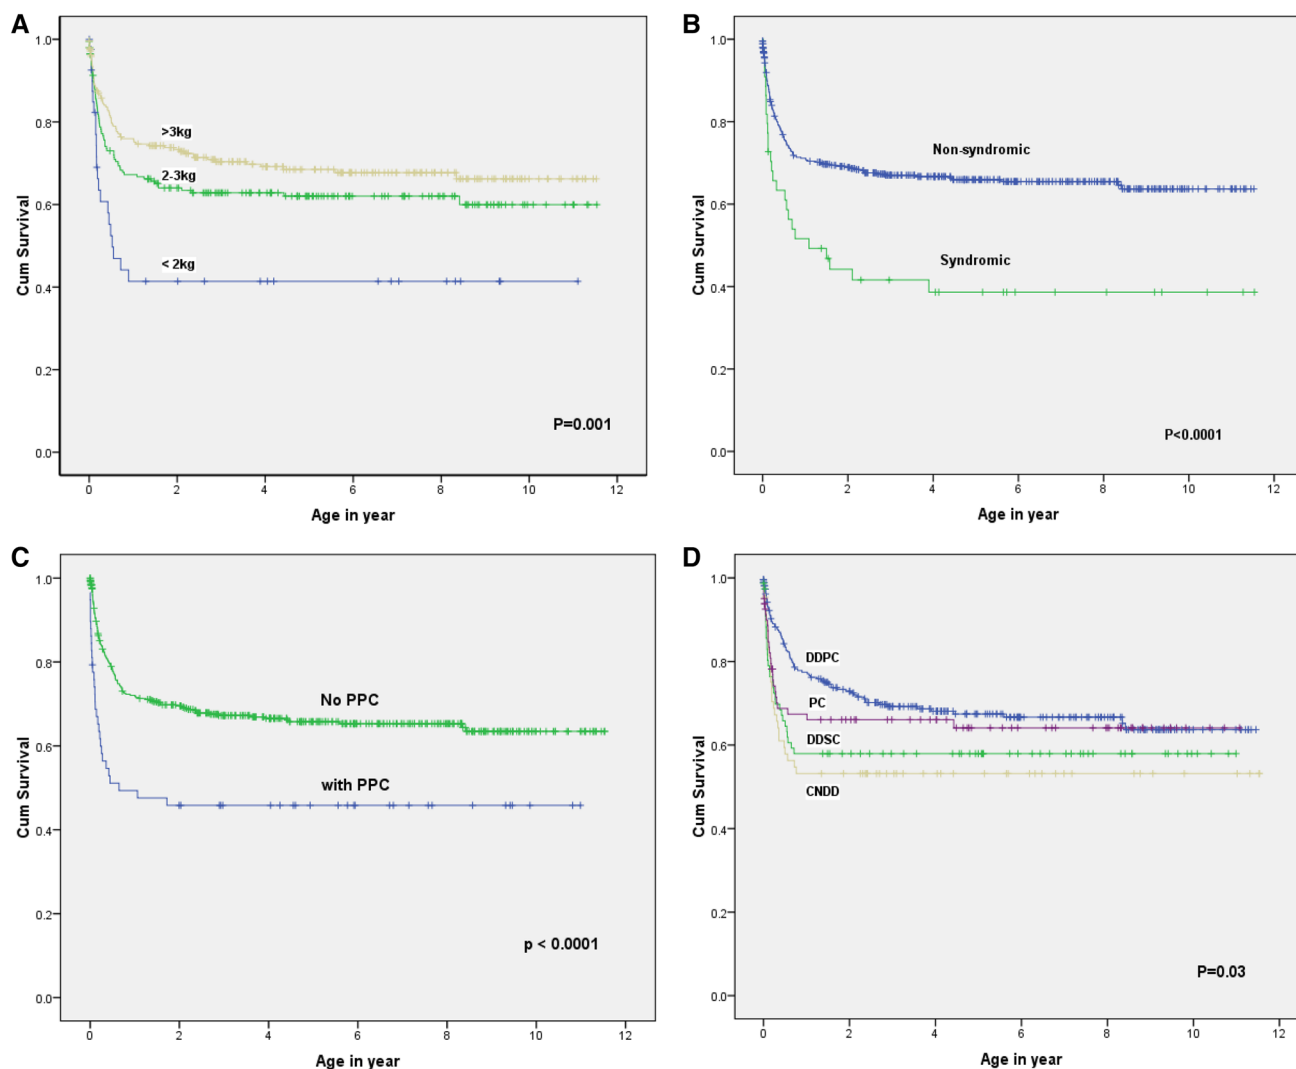 A
Cum Survival
1.0
0.8
0.6
0.4
0.2
0.0
>3kg
2-3kg
< 2kg
P=0.001
0 2 4 6 8 10 12
Age in year
B
Cum Survival
1.0
0.8
0.6
0.4
0.2
0.0
Non-syndromic
Syndromic
P<0.0001
0 2 4 6 8 10 12
Age in year
C
Cum Survival
1.0
0.8
0.6
0.4
0.2
0.0
No PPC
with PPC
p < 0.0001
0 2 4 6 8 10 12
Age in year
D
Cum Survival
1.0
0.8
0.6
0.4
0.2
0.0
DDPC
PC
DDSC
CNDD
P=0.03
0 2 4 6 8 10 12
Age in year